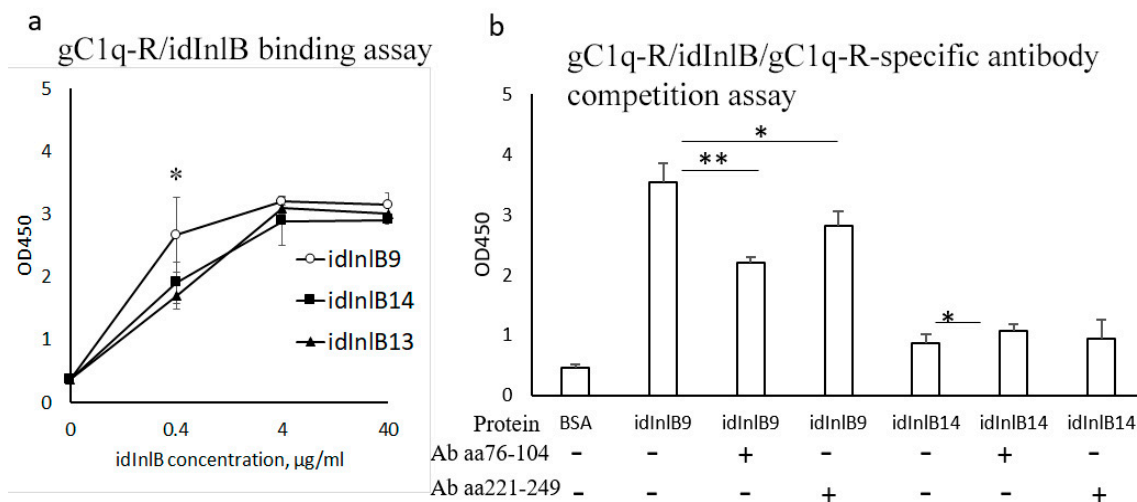 a
gC1q-R/idInlB binding assay
5
4
3
2
1
0
OD450
*
idInlB9
idInlB14
idInlB13
0 0.4 4 40
idInlB concentration, µg/ml
b
gC1q-R/idInlB/gC1q-R-specific antibody
competition assay
5
4
3
2
1
0
OD450
*
**
*
Protein BSA idInlB9 idInlB9 idInlB9 idInlB14 idInlB14 idInlB14
Ab aa76-104 - - + - - + -
Ab aa221-249 - - - + - - +